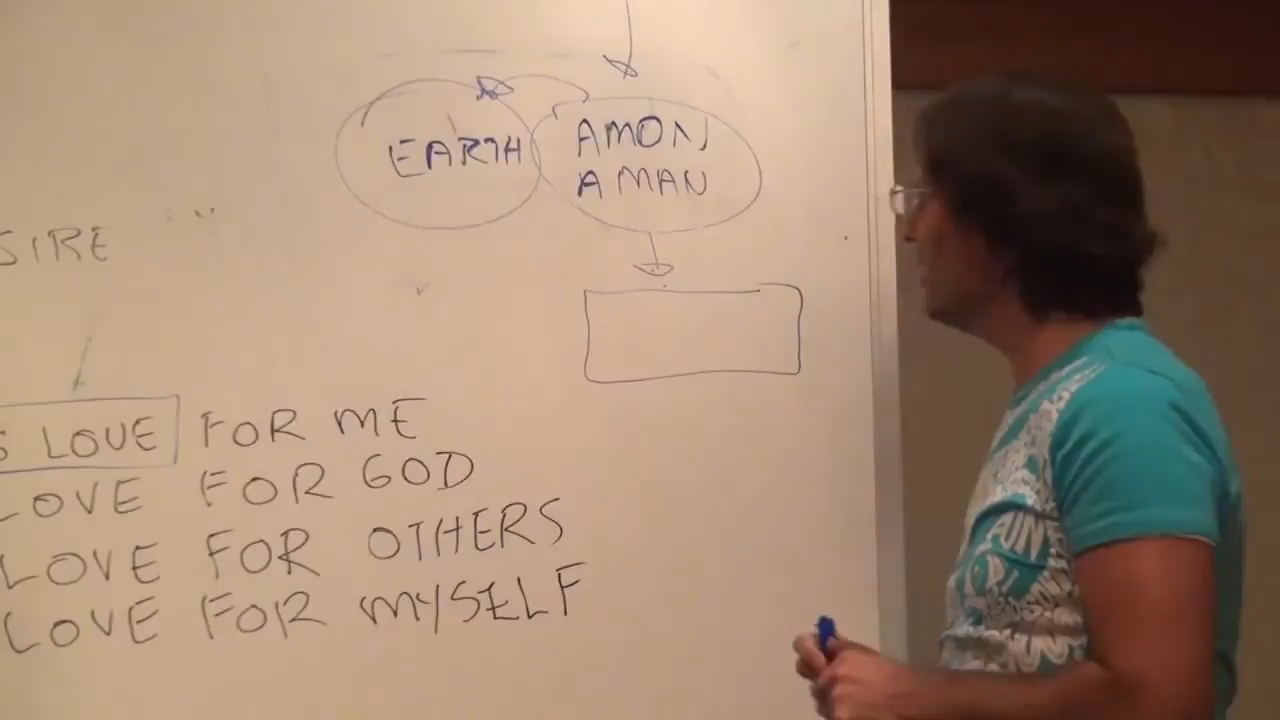 EARTH
AMON
A MAN
SIRE
S LOVE FOR ME
LOVE FOR GOD
LOVE FOR OTHERS
LOVE FOR MYSELF